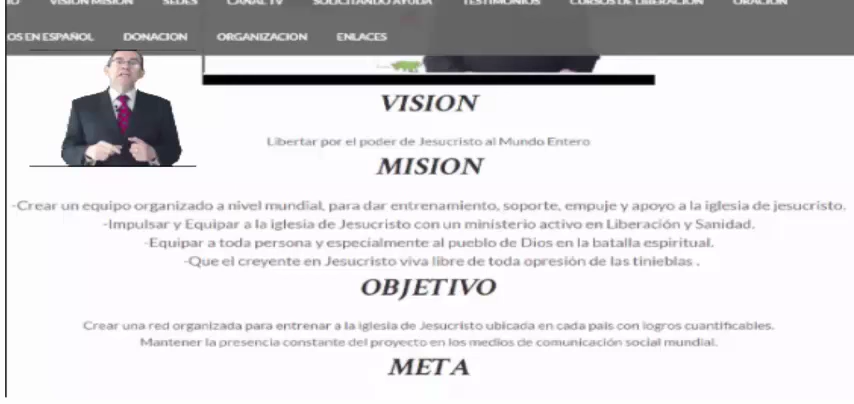 VISION MISION SEDES CANAL TV SOLICITANDO AYUDA TESTIMONIOS CURSOS DE LIBERACION ORACION
OS EN ESPAÑOL DONACION ORGANIZACION ENLACES
VISION
Libertar por el poder de Jesucristo al Mundo Entero
MISION
-Crear un equipo organizado a nivel mundial, para dar entrenamiento, soporte, empuje y apoyo a la iglesia de jesucristo.
-Impulsar y Equipar a la iglesia de Jesucristo con un ministerio activo en Liberación y Sanidad.
-Equipar a toda persona y especialmente al pueblo de Dios en la batalla espiritual.
-Que el creyente en Jesucristo viva libre de toda opresión de las tinieblas .
OBJETIVO
Crear una red organizada para entrenar a la iglesia de Jesucristo ubicada en cada país con logros cuantificables.
Mantener la presencia constante del proyecto en los medios de comunicación social mundial.
META